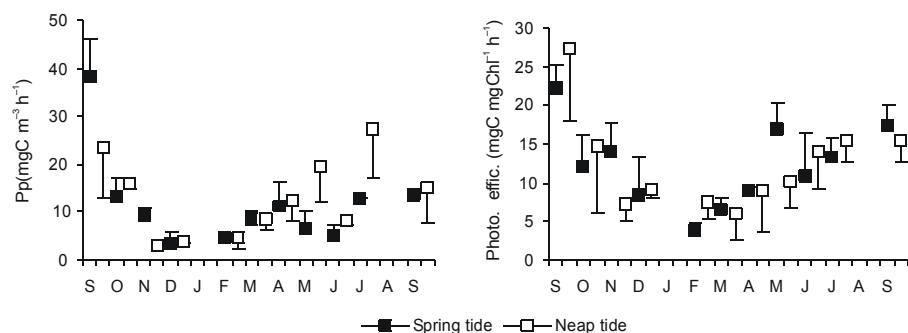 Pp(mgC m⁻³ h⁻¹)
50
40
30
20
10
0
S O N D J F M A M J J A S
Photo. effic. (mgC mgChl⁻¹ h⁻¹)
30
25
20
15
10
5
0
S O N D J F M A M J J A S
Spring tide Neap tide